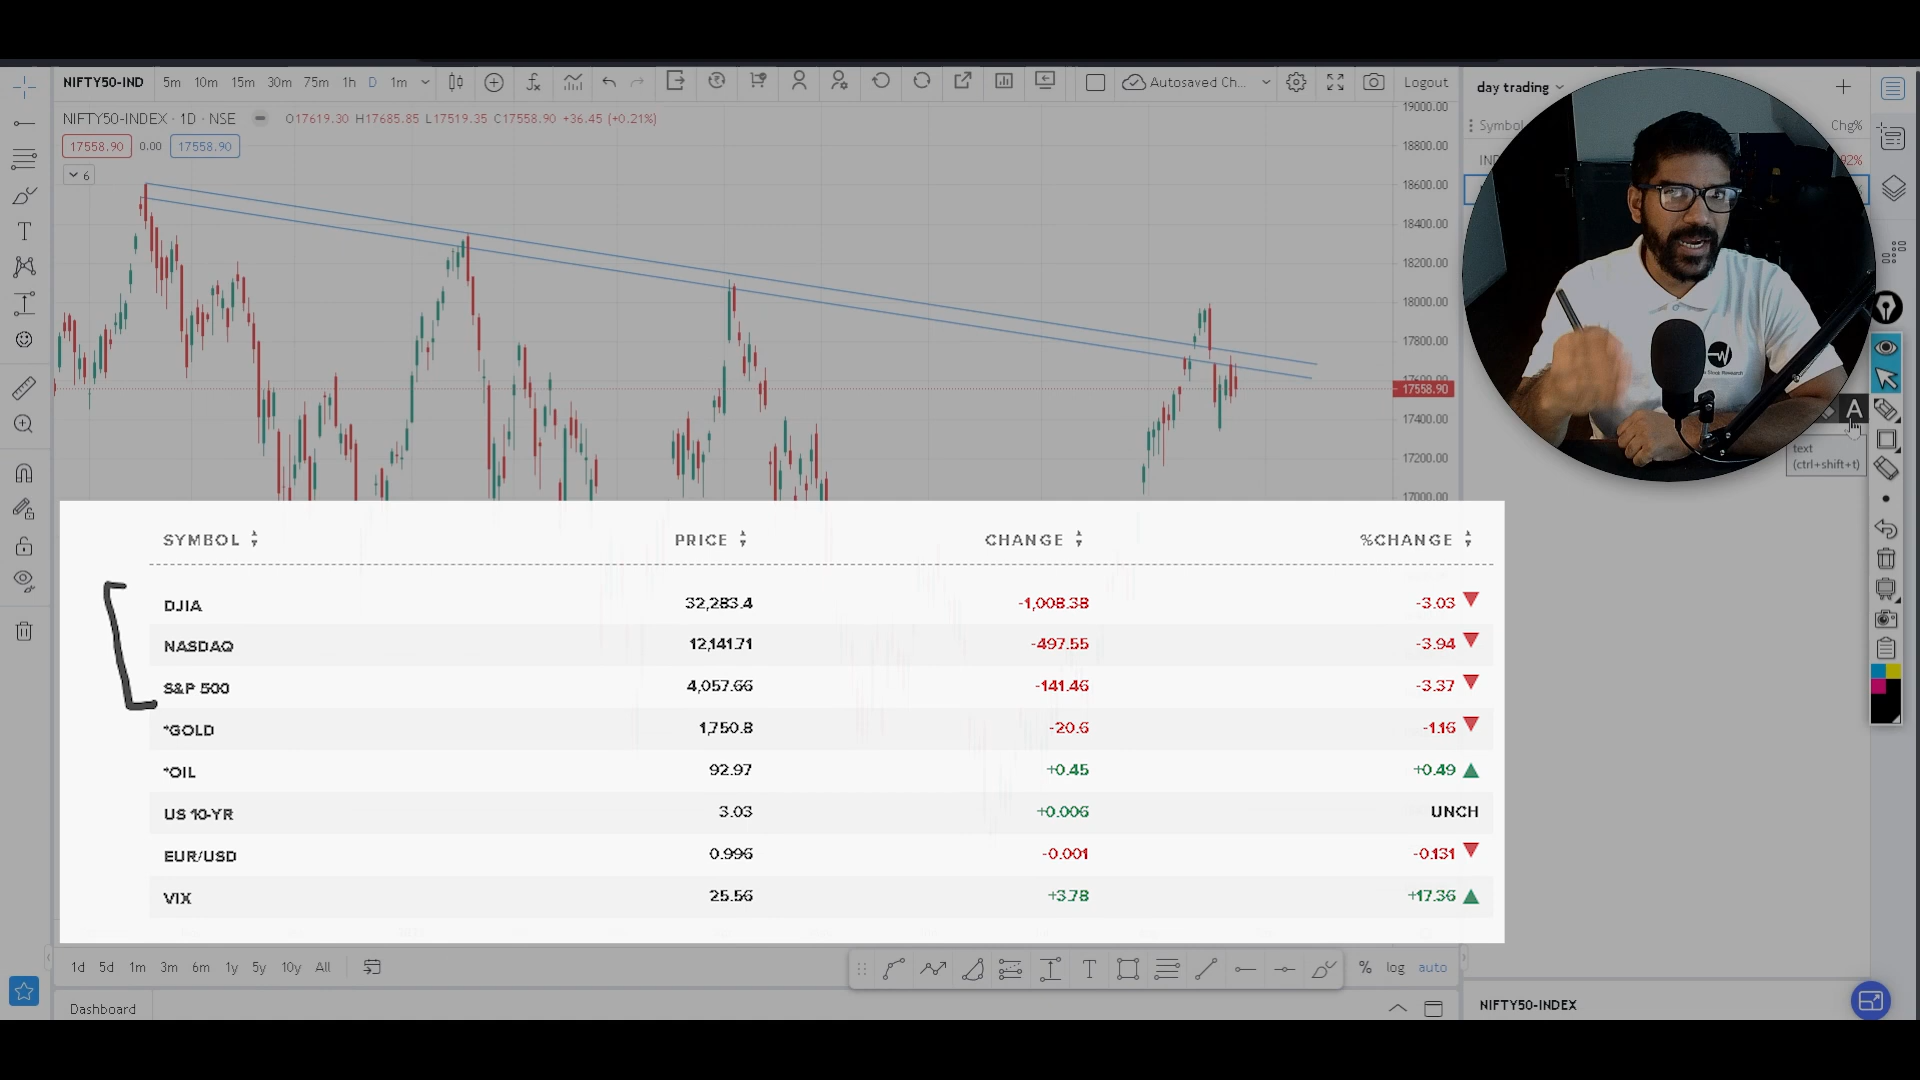 NIFTY50-IND 5m 10m 15m 30m 75m 1h D 1m Autosaved Ch... Logout
day trading
NIFTY50-INDEX · 1D · NSE O17619.30 H17685.85 L17519.35 C17558.90 +36.45 (+0.21%)
Symbol Chg%
17558.90 0.00 17558.90
6
19000.00
18800.00
18600.00
18400.00
18200.00
18000.00
17800.00
17558.90
17400.00
17200.00
17000.00
92%
A
text
(ctrl+shift+t)
SYMBOL PRICE CHANGE %CHANGE
DJIA 32,283.4 -1,008.38 -3.03
NASDAQ 12,141.71 -497.55 -3.94
S&P 500 4,057.66 -141.46 -3.37
*GOLD 1,750.8 -20.6 -1.16
*OIL 92.97 +0.45 +0.49
US 10-YR 3.03 +0.006 UNCH
EUR/USD 0.996 -0.001 -0.131
VIX 25.56 +3.78 +17.36
1d 5d 1m 3m 6m 1y 5y 10y All % log auto
Dashboard
NIFTY50-INDEX